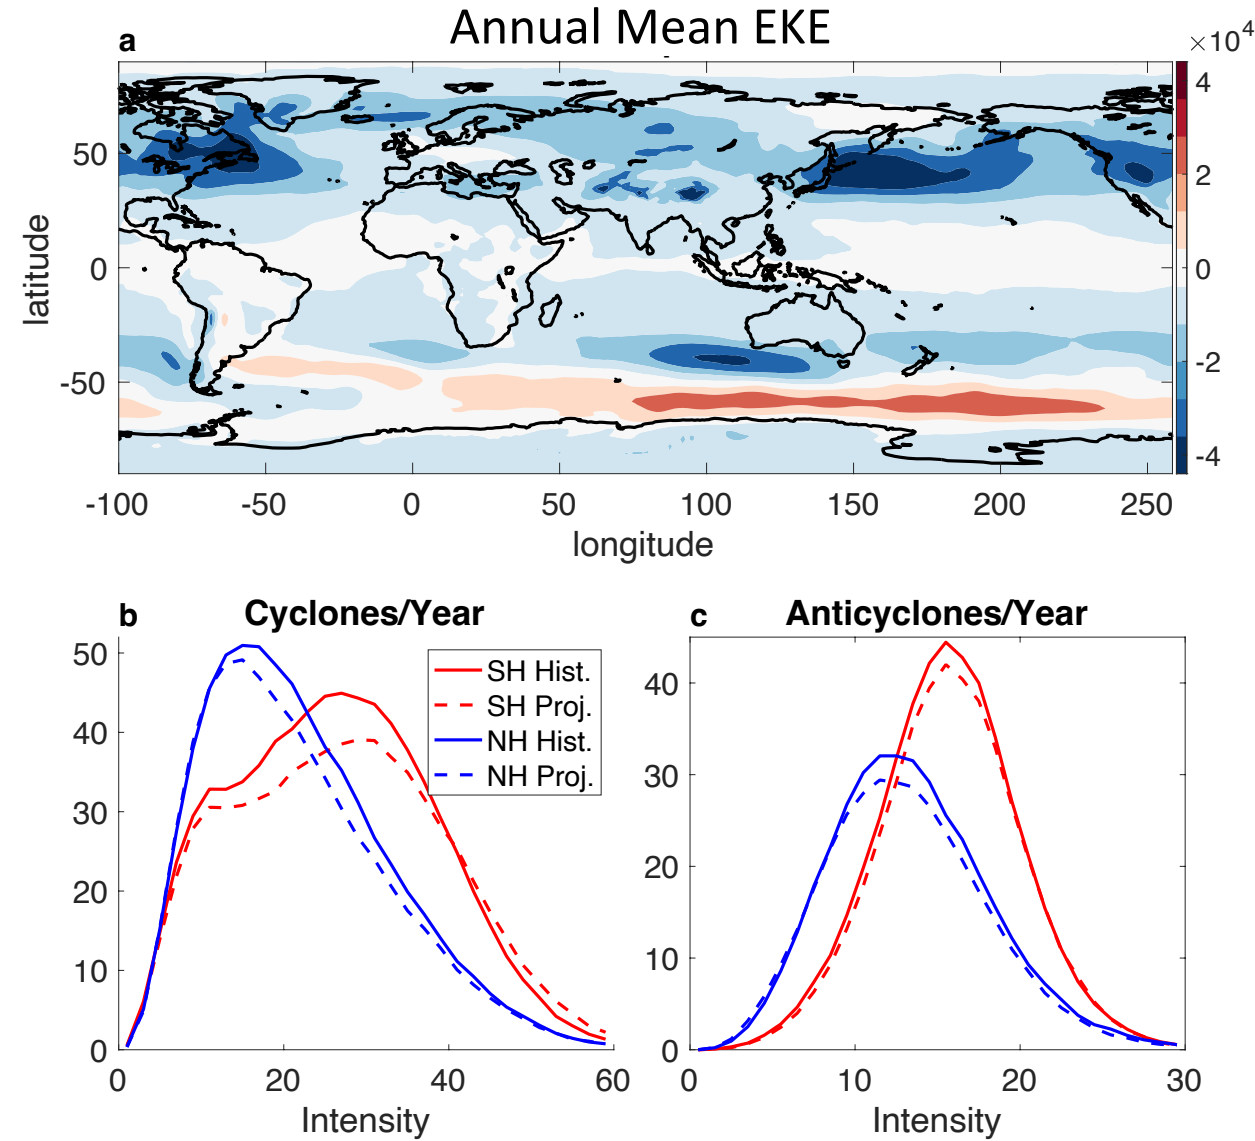 Annual Mean EKE
a
×10⁴
4
2
0
-2
-4
latitude
50
0
-50
-100 -50 0 50 100 150 200 250
longitude
b Cyclones/Year
50
40
30
20
10
0
0 20 40 60
Intensity
SH Hist.
SH Proj.
NH Hist.
NH Proj.
c Anticyclones/Year
40
30
20
10
0
0 10 20 30
Intensity